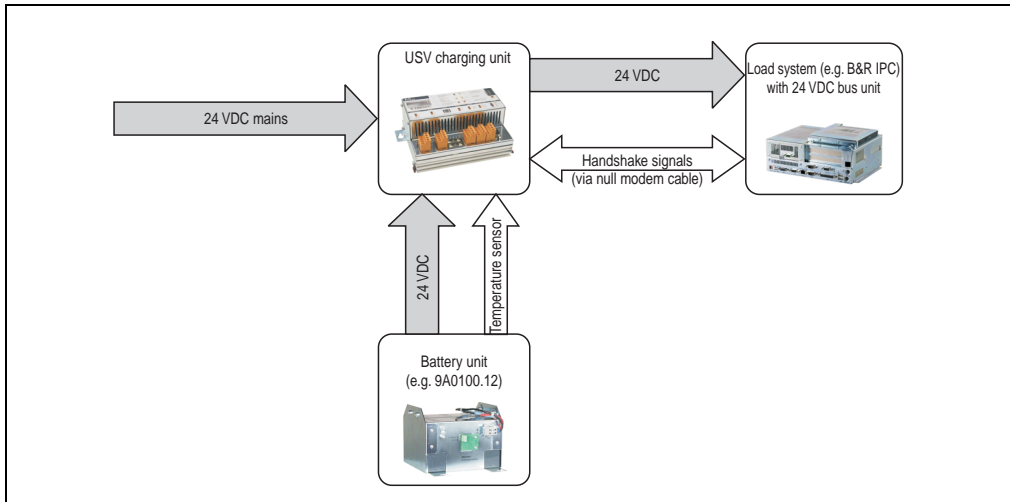 USV charging unit
24 VDC mains
24 VDC
Load system (e.g. B&R IPC)
with 24 VDC bus unit
Handshake signals
(via null modem cable)
24 VDC
Temperature sensor
Battery unit
(e.g. 9A0100.12)